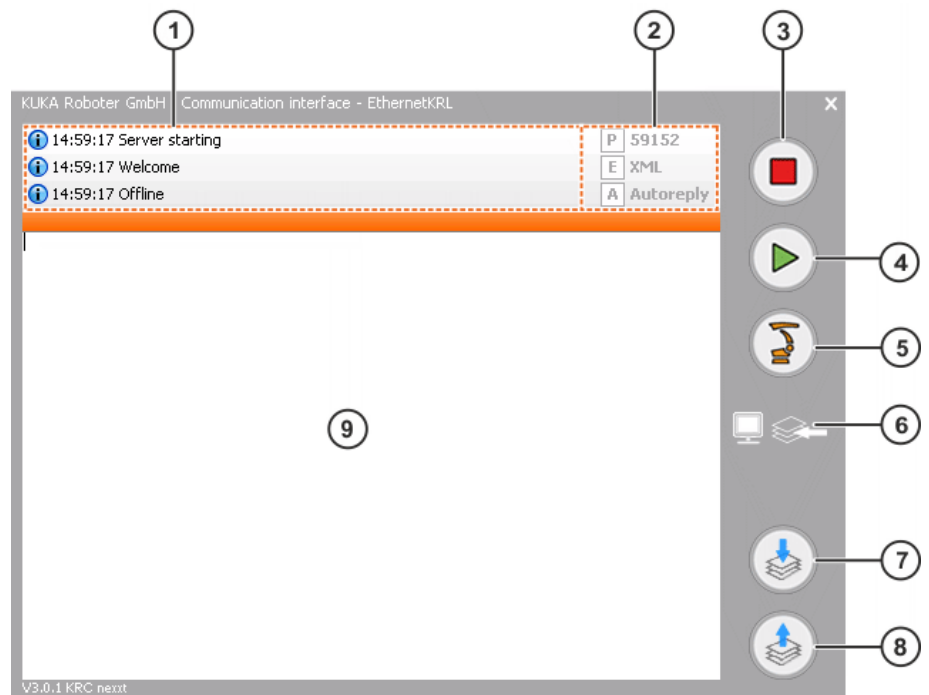 1 2 3
KUKA Roboter GmbH Communication interface - EthernetKRL
14:59:17 Server starting
P 59152
14:59:17 Welcome
E XML
14:59:17 Offline
A Autoreply
4
5
6
9
7
8
V3.0.1 KRC nexxt